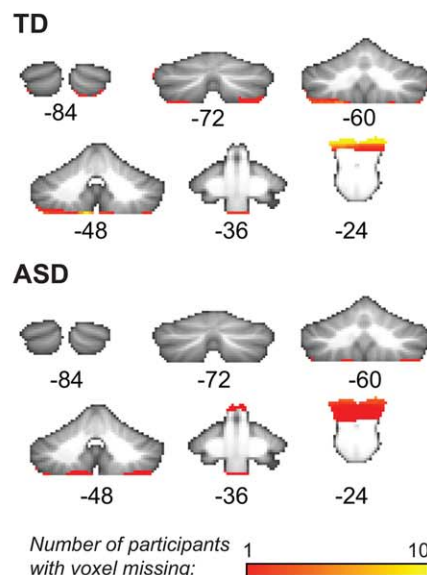 TD
-84 -72 -60
-48 -36 -24
ASD
-84 -72 -60
-48 -36 -24
Number of participants
with voxel missing:
1 10